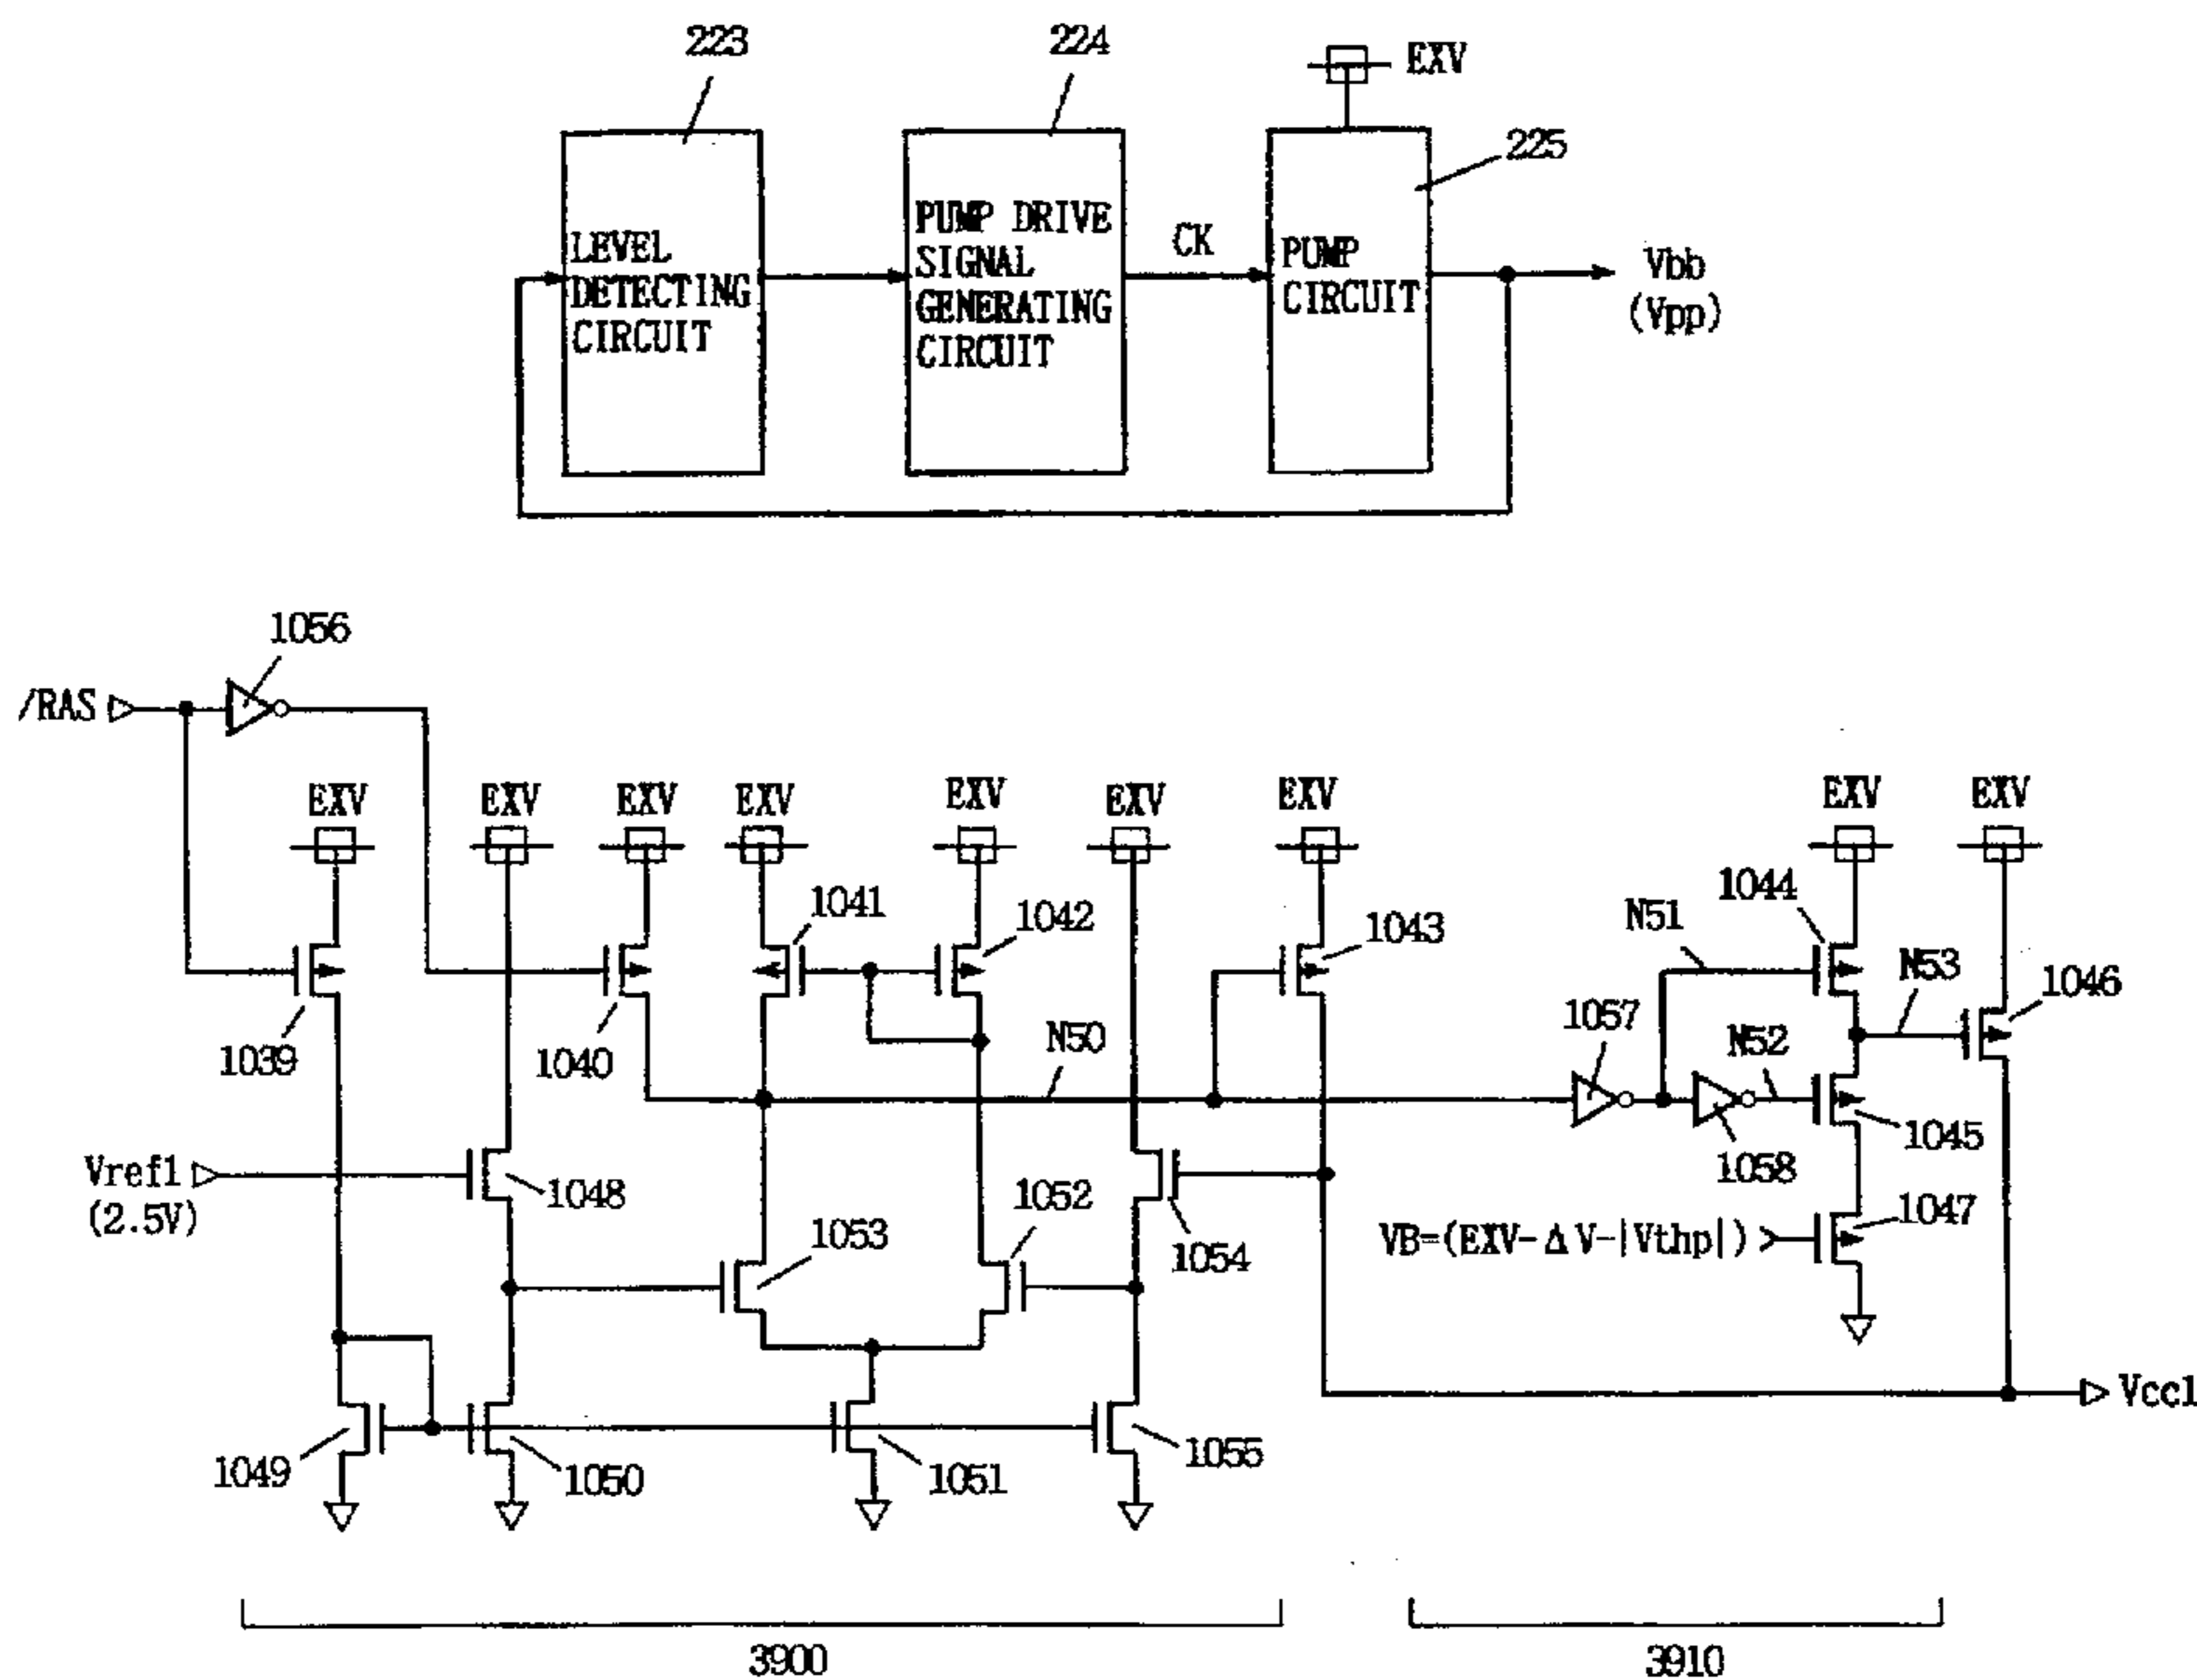 223
224
EXV
225
LEVEL
DETECTING
CIRCUIT
PUMP DRIVE
SIGNAL
GENERATING
CIRCUIT
CK
PUMP
CIRCUIT
Vbb
(Vpp)
1056
/RAS
EXV
EXV
EXV
EXV
EXV
EXV
EXV
EXV
EXV
1041
1042
1043
1044
N51
N53
1046
1039
1040
N50
1057
N52
1045
1058
Vref1
(2.5V)
1048
1053
1052
1054
VB=(EXV-ΔV-|Vthp|)
1047
Vcc1
1049
1050
1051
1055
3900
3910